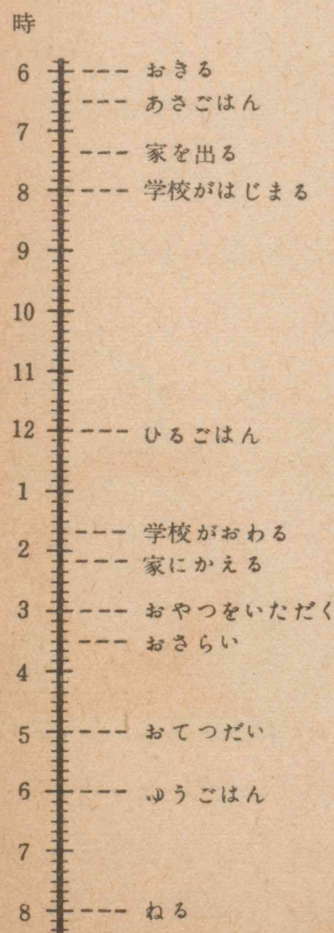 時
6 おきる
あさごはん
7
家を出る
8 学校がはじまる
9
10
11
12 ひるごはん
1
学校がおわる
2
家にかえる
3 おやつをいただく
おさらい
4
5 おてつだい
6 ゆうごはん
7
8 ねる